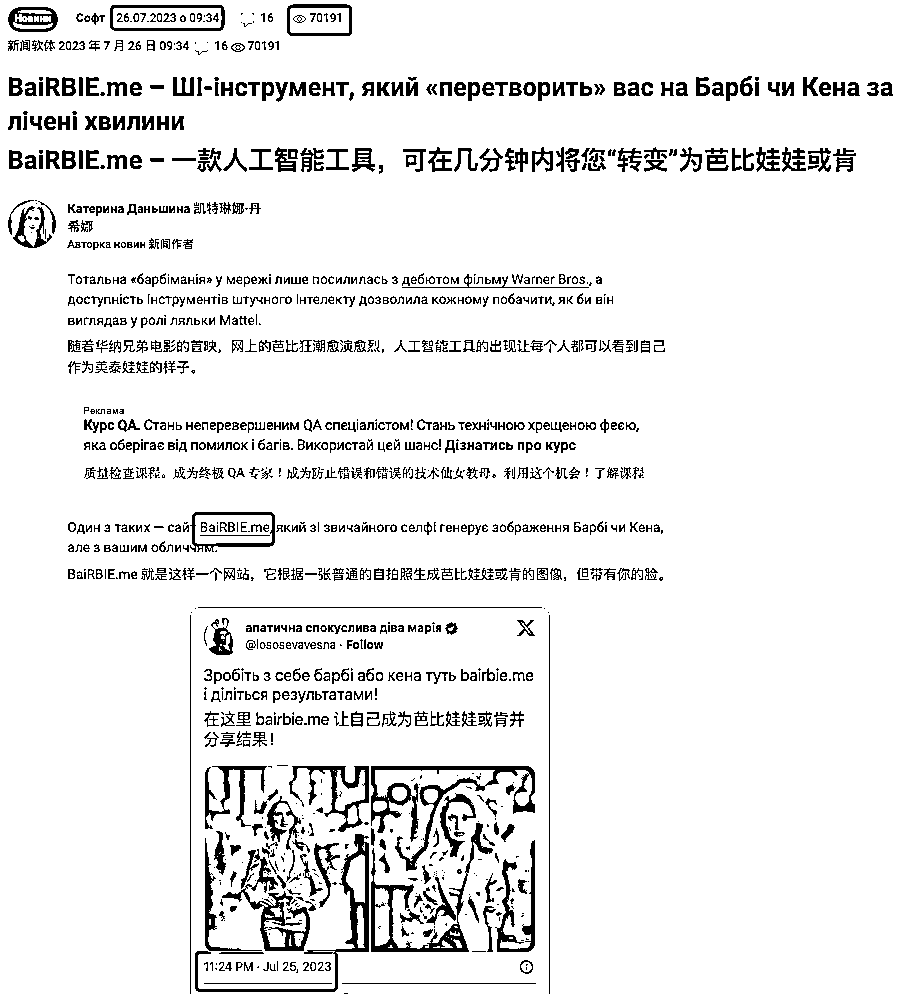 Новини Софт 26.07.2023 о 09:34 16 70191
新闻软体 2023 年 7 月 26 日 09:34 16 70191
BaiRBIE.me – ШІ-інструмент, який «перетворить» вас на Барбі чи Кена за
лічені хвилини
BaiRBIE.me – 一款人工智能工具，可在几分钟内将您“转变”为芭比娃娃或肯
Катерина Даньшина 凯特琳娜·丹
希娜
Авторка новин 新闻作者
Тотальна «барбіманія» у мережі лише посилилась з дебютом фільму Warner Bros., а
доступність інструментів штучного інтелекту дозволила кожному побачити, як би він
виглядав у ролі ляльки Mattel.
随着华纳兄弟电影的首映，网上的芭比狂潮愈演愈烈，人工智能工具的出现让每个人都可以看到自己
作为美泰娃娃的样子。
Реклама
Курс QA. Стань неперевершеним QA спеціалістом! Стань технічною хрещеною феєю,
яка оберігає від помилок і багів. Використай цей шанс! Дізнатись про курс
质量检查课程。成为终极 QA 专家！成为防止错误和错误的技术仙女教母。利用这个机会！了解课程
Один з таких — сайт BaiRBIE.me, який зі звичайного селфі генерує зображення Барбі чи Кена,
але з вашим обличчям.
BaiRBIE.me 就是这样一个网站，它根据一张普通的自拍照生成芭比娃娃或肯的图像，但带有你的脸。
апатична спокуслива діва марія
@lososevavesna · Follow
Зробіть з себе барбі або кена туть bairbie.me
і діліться результатами!
在这里 bairbie.me 让自己成为芭比娃娃或肯并
分享结果！
11:24 PM · Jul 25, 2023